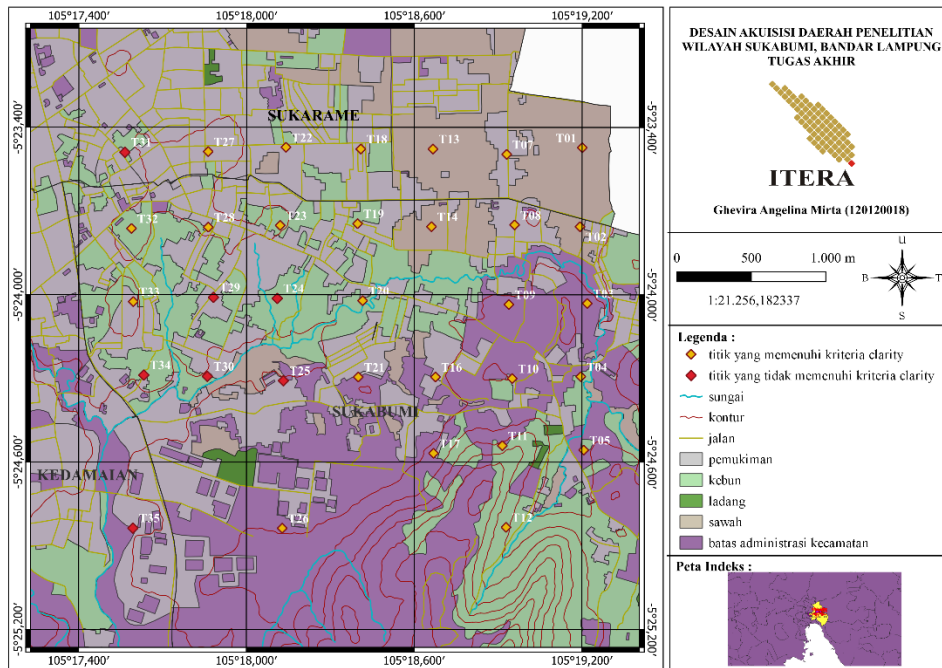 105°17,400'
105°18,000'
105°18,600'
105°19,200'
-5°23,400'
-5°23,400'
SUKARAME
T31
T27
T22
T18
T13
T07
T01
T32
T28
T23
T19
T14
T08
T02
-5°24,000'
-5°24,000'
T33
T29
T24
T20
T09
T03
T34
T30
T25
T21
T16
T10
T04
SUKABUMI
T17
T11
T05
-5°24,600'
-5°24,600'
KEDAMAIAN
T35
T26
T12
-5°25,200'
-5°25,200'
105°17,400'
105°18,000'
105°18,600'
105°19,200'
DESAIN AKUISISI DAERAH PENELITIAN
WILAYAH SUKABUMI, BANDAR LAMPUNG
TUGAS AKHIR
ITERA
Ghevira Angelina Mirta (120120018)
0 500 1.000 m
1:21.256,182337
U
B T
S
Legenda :
titik yang memenuhi kriteria clarity
titik yang tidak memenuhi kriteria clarity
sungai
kontur
jalan
pemukiman
kebun
ladang
sawah
batas administrasi kecamatan
Peta Indeks :